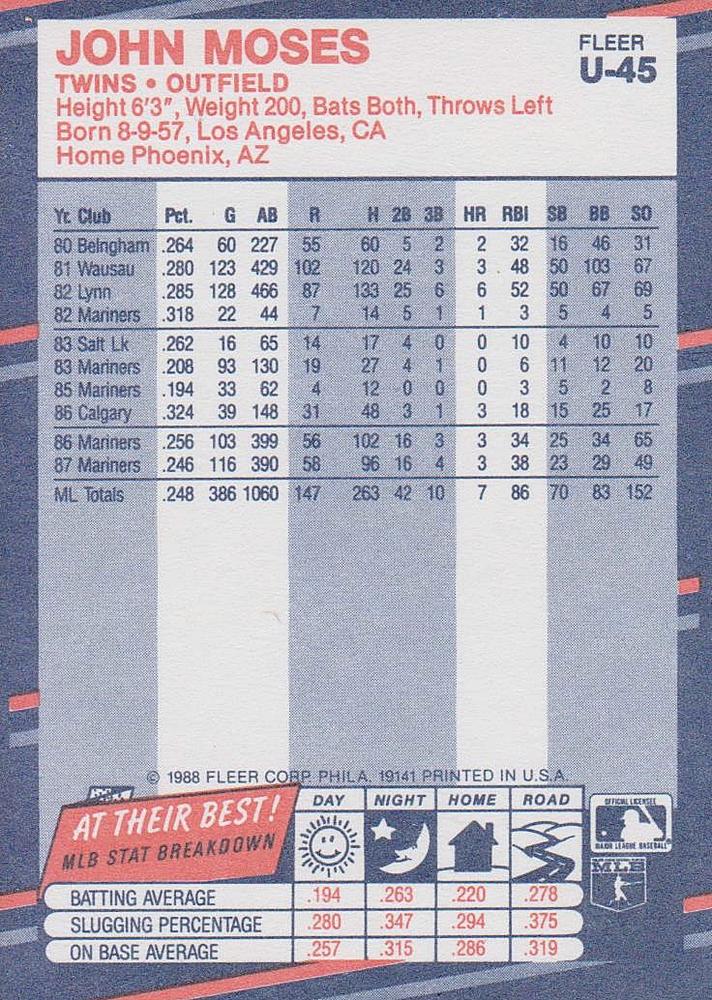 JOHN MOSES
FLEER
U-45
TWINS • OUTFIELD
Height 6'3", Weight 200, Bats Both, Throws Left
Born 8-9-57, Los Angeles, CA
Home Phoenix, AZ
Yr. Club Pct. G AB R H 2B 3B HR RBI SB BB SO
80 Belngham .264 60 227 55 60 5 2 2 32 16 46 31
81 Wausau .280 123 429 102 120 24 3 3 48 50 103 67
82 Lynn .285 128 466 87 133 25 6 6 52 50 67 69
82 Mariners .318 22 44 7 14 5 1 1 3 5 4 5
83 Salt Lk .262 16 65 14 17 4 0 0 10 4 10 10
83 Mariners .208 93 130 19 27 4 1 0 6 11 12 20
85 Mariners .194 33 62 4 12 0 0 0 3 5 2 8
86 Calgary .324 39 148 31 48 3 1 3 18 15 25 17
86 Mariners .256 103 399 56 102 16 3 3 34 25 34 65
87 Mariners .246 116 390 58 96 16 4 3 38 23 29 49
ML Totals .248 386 1060 147 263 42 10 7 86 70 83 152
© 1988 FLEER CORP. PHILA. 19141 PRINTED IN U.S.A.
AT THEIR BEST!
MLB STAT BREAKDOWN
DAY NIGHT HOME ROAD
OFFICIAL LICENSEE
MAJOR LEAGUE BASEBALL
MLB
BATTING AVERAGE .194 .263 .220 .278
SLUGGING PERCENTAGE .280 .347 .294 .375
ON BASE AVERAGE .257 .315 .286 .319